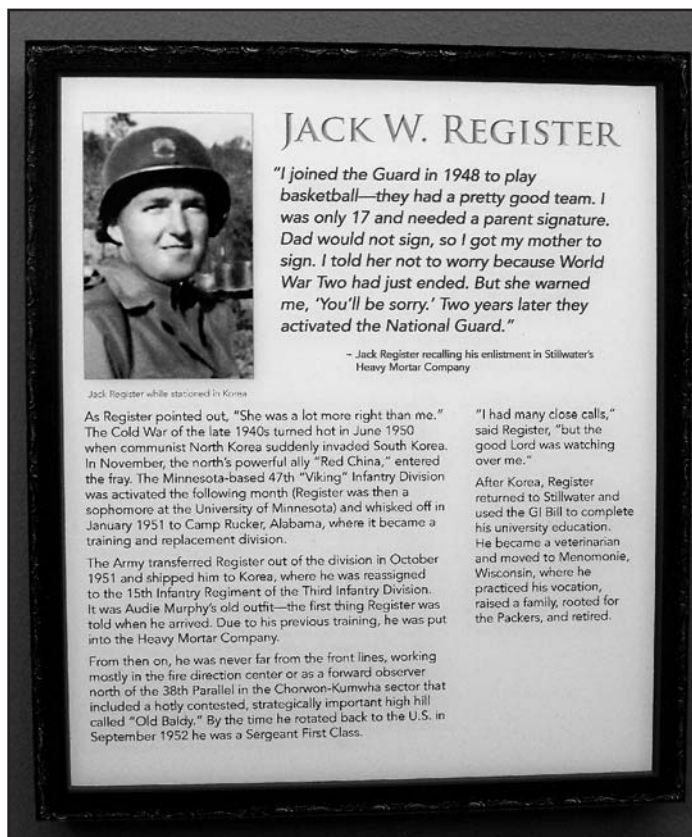 JACK W. REGISTER
"I joined the Guard in 1948 to play
basketball—they had a pretty good team. I
was only 17 and needed a parent signature.
Dad would not sign, so I got my mother to
sign. I told her not to worry because World
War Two had just ended. But she warned
me, 'You'll be sorry.' Two years later they
activated the National Guard."
– Jack Register recalling his enlistment in Stillwater's
Heavy Mortar Company
Jack Register while stationed in Korea
As Register pointed out, "She was a lot more right than me."
The Cold War of the late 1940s turned hot in June 1950
when communist North Korea suddenly invaded South Korea.
In November, the north's powerful ally "Red China," entered
the fray. The Minnesota-based 47th "Viking" Infantry Division
was activated the following month (Register was then a
sophomore at the University of Minnesota) and whisked off in
January 1951 to Camp Rucker, Alabama, where it became a
training and replacement division.
The Army transferred Register out of the division in October
1951 and shipped him to Korea, where he was reassigned
to the 15th Infantry Regiment of the Third Infantry Division.
It was Audie Murphy's old outfit—the first thing Register was
told when he arrived. Due to his previous training, he was put
into the Heavy Mortar Company.
From then on, he was never far from the front lines, working
mostly in the fire direction center or as a forward observer
north of the 38th Parallel in the Chorwon-Kumwha sector that
included a hotly contested, strategically important high hill
called "Old Baldy." By the time he rotated back to the U.S. in
September 1952 he was a Sergeant First Class.
"I had many close calls,"
said Register, "but the
good Lord was watching
over me."
After Korea, Register
returned to Stillwater and
used the GI Bill to complete
his university education.
He became a veterinarian
and moved to Menomonie,
Wisconsin, where he
practiced his vocation,
raised a family, rooted for
the Packers, and retired.